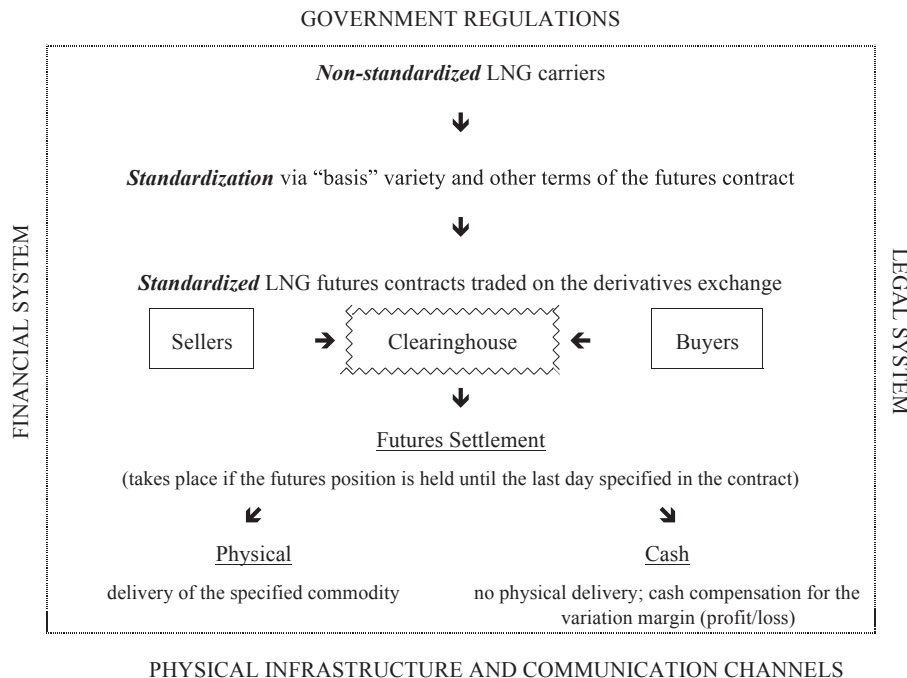 GOVERNMENT REGULATIONS
Non-standardized LNG carriers
Standardization via “basis” variety and other terms of the futures contract
FINANCIAL SYSTEM
LEGAL SYSTEM
Standardized LNG futures contracts traded on the derivatives exchange
Sellers
Clearinghouse
Buyers
Futures Settlement
(takes place if the futures position is held until the last day specified in the contract)
Physical
delivery of the specified commodity
Cash
no physical delivery; cash compensation for the
variation margin (profit/loss)
PHYSICAL INFRASTRUCTURE AND COMMUNICATION CHANNELS